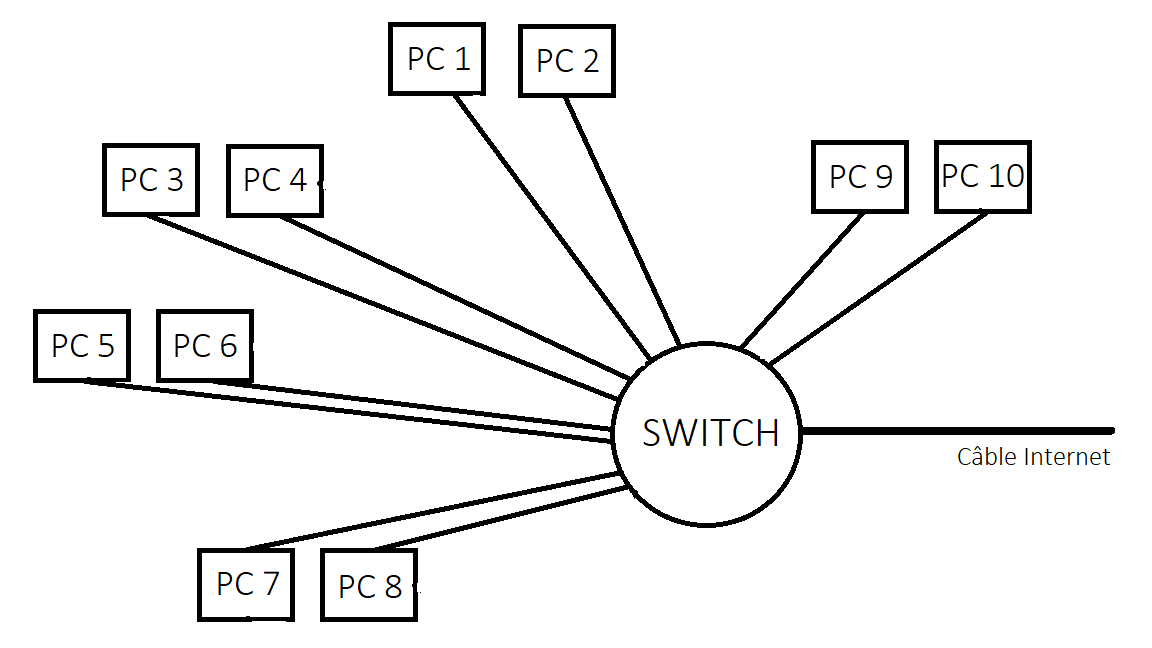 PC 1
PC 2
PC 3
PC 4
PC 9
PC 10
PC 5
PC 6
SWITCH
Câble Internet
PC 7
PC 8